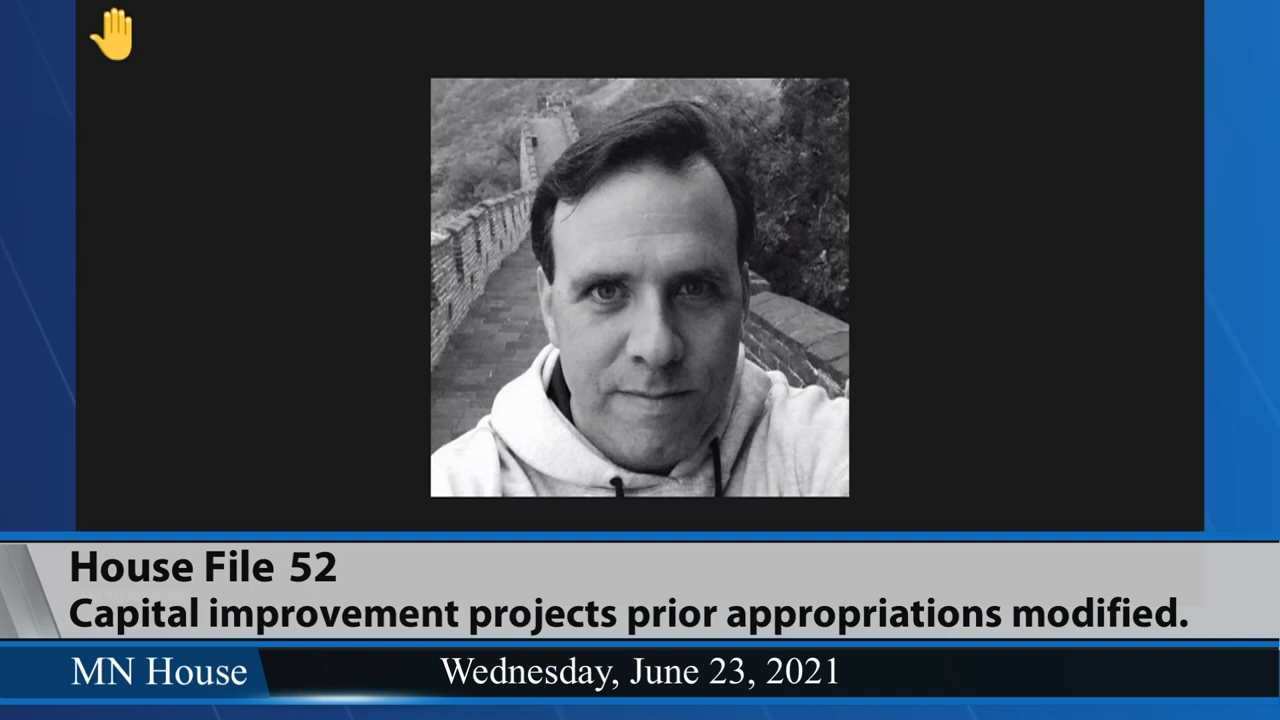 House File 52
Capital improvement projects prior appropriations modified.
MN House
Wednesday, June 23, 2021